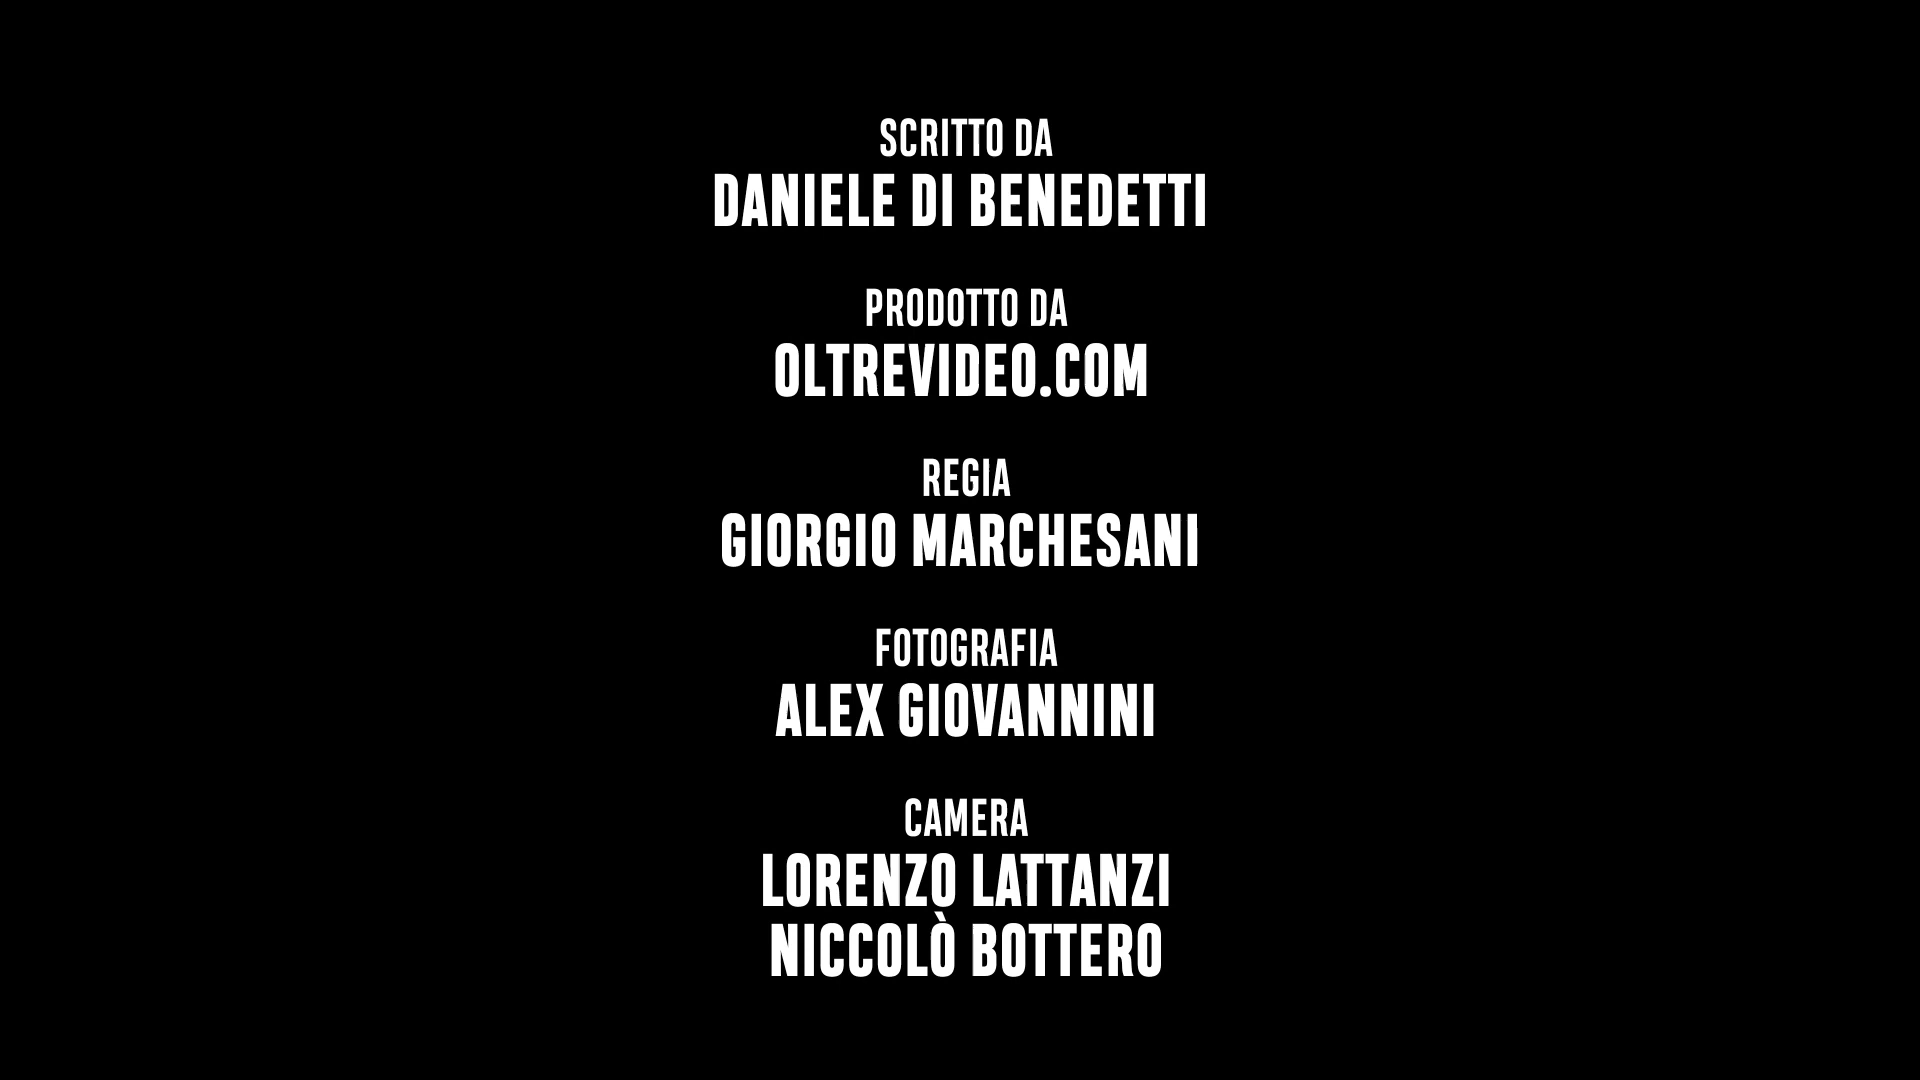 SCRITTO DA
DANIELE DI BENEDETTI
PRODOTTO DA
OLTREVIDEO.COM
REGIA
GIORGIO MARCHESANI
FOTOGRAFIA
ALEX GIOVANNINI
CAMERA
LORENZO LATTANZI
NICCOLÒ BOTTERO